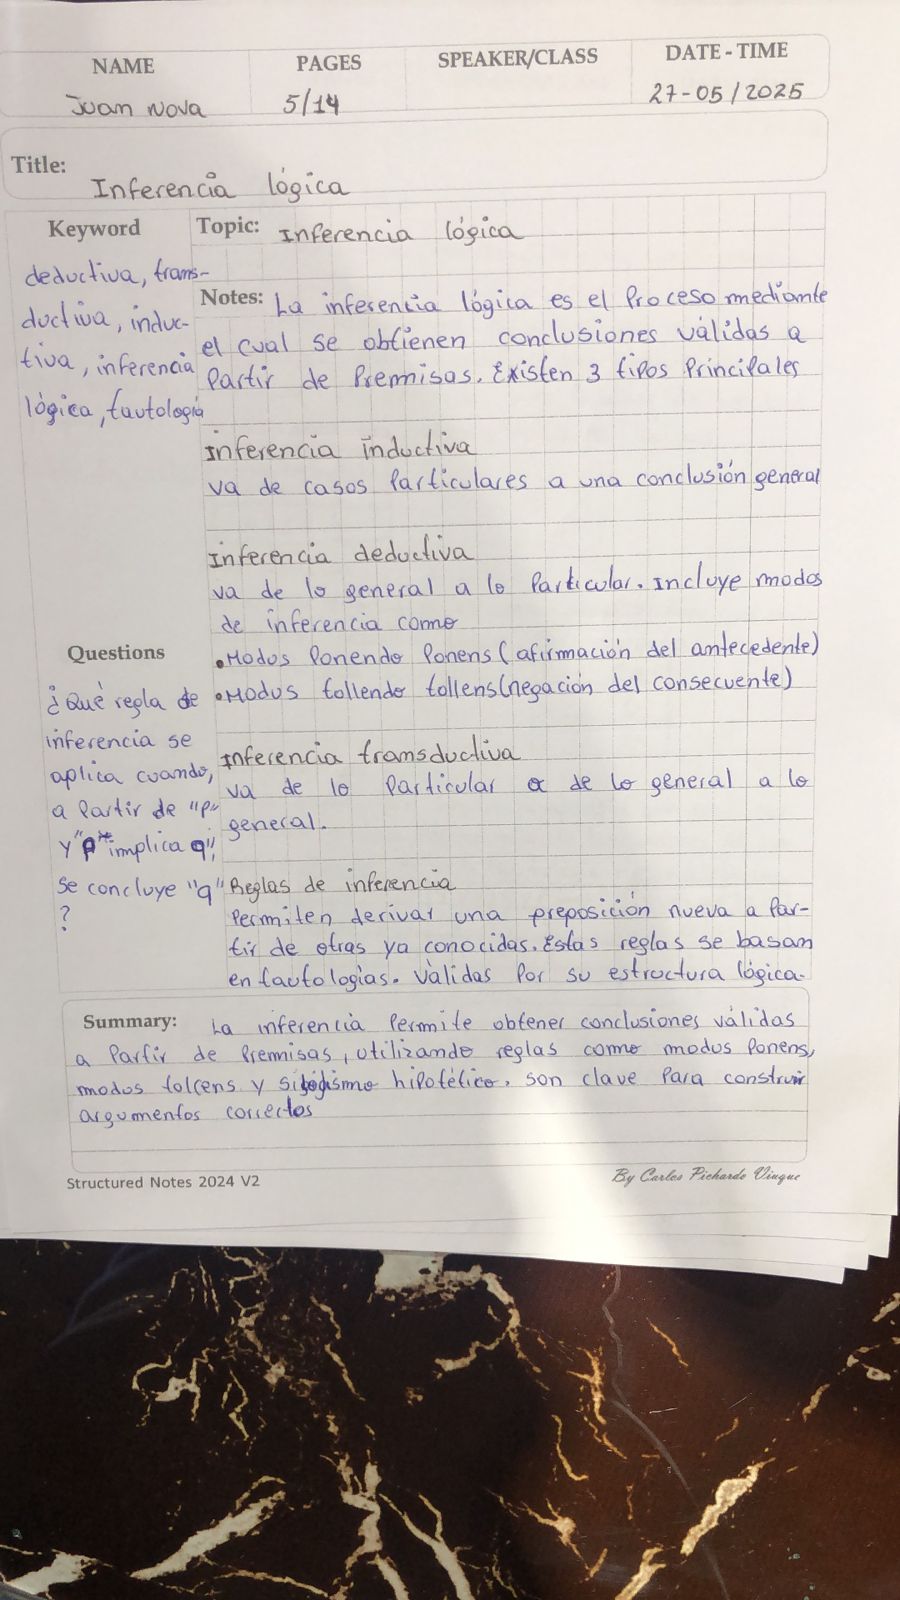 NAME PAGES SPEAKER/CLASS DATE - TIME
Juan Nova 5/14 27-05/2025
Title:
Inferencia lógica
Keyword
deductiva, trans-
ductiva, induc-
tiva, inferencia
lógica, tautología
Topic: Inferencia lógica
Notes: La inferencia lógica es el Proceso mediante
el cual se obtienen conclusiones válidas a
Partir de Premisas. Existen 3 tipos Principales
Inferencia inductiva
va de casos Particulares a una conclusión general
Inferencia deductiva
va de lo general a lo Particular. Incluye modos
de inferencia como
•Modus Ponendo Ponens (afirmación del antecedente)
•Modus tollendo tollens(negación del consecuente)
Inferencia transductiva
va de lo Particular a de lo general a lo
general.
Reglas de inferencia
Permiten derivar una preposición nueva a Par-
tir de otras ya conocidas. Estas reglas se basan
en tautologías. Válidas Por su estructura lógica.
Questions
¿Qué regla de
inferencia se
aplica cuando,
a Partir de "P"
y "P" implica q",
se concluye "q"
?
Summary: La inferencia Permite obtener conclusiones válidas
a Partir de Premisas, utilizando reglas como modus Ponens,
modus tolcens y silogismo hipotético. son clave Para construir
argumentos correctos
Structured Notes 2024 V2 By Carlos Pichardo Viuque